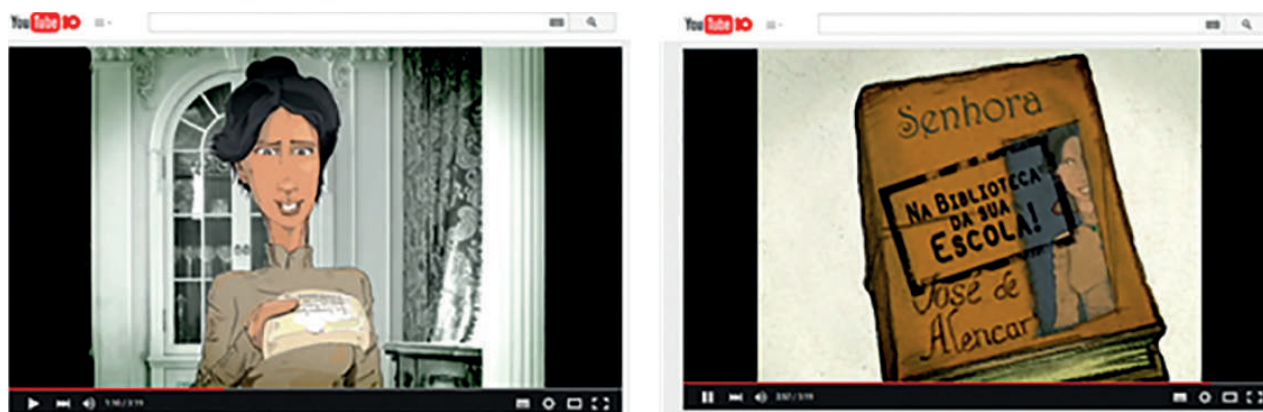 You Tube 10
You Tube 10
Senhora
NA BIBLIOTECA
DA SUA
ESCOLA!
José de
Alencar